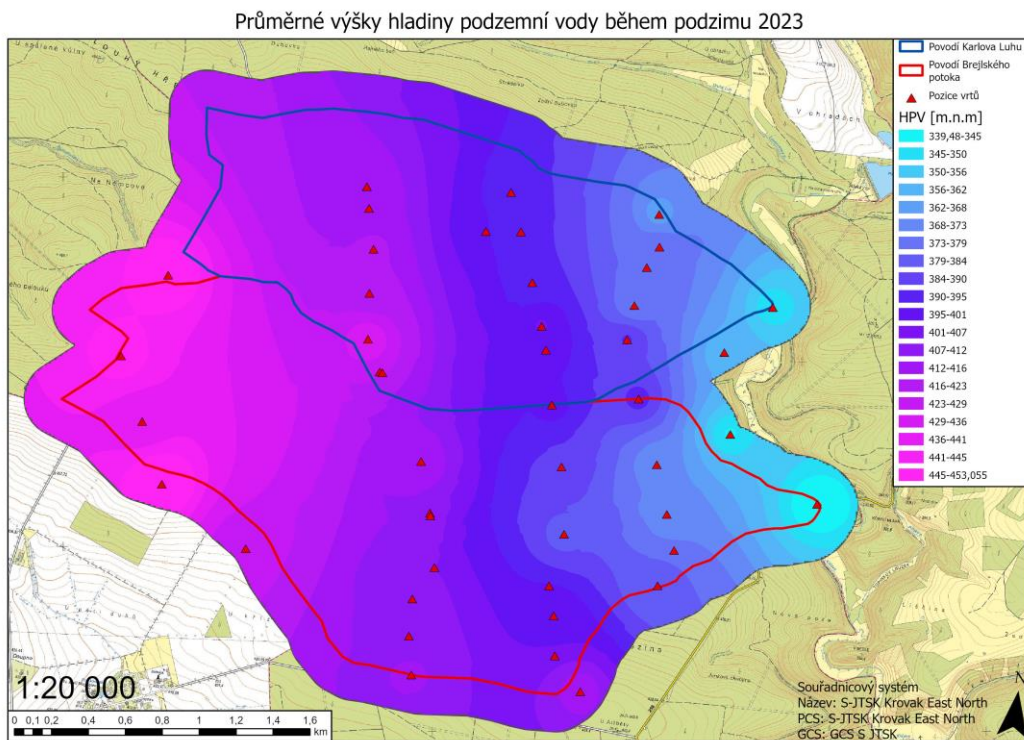 Průměrné výšky hladiny podzemní vody během podzimu 2023
Povodí Karlova Luhu
Povodí Brejlského
potoka
Pozice vrtů
HPV [m.n.m]
339,48-345
345-350
350-356
356-362
362-368
368-373
373-379
379-384
384-390
390-395
395-401
401-407
407-412
412-416
416-423
423-429
429-436
436-441
441-445
445-453,055
V ohradách
1:20 000
0 0,1 0,2 0,4 0,6 0,8 1 1,2 1,4 1,6
km
Souřadnicový systém
Název: S-JTSK Krovak East North
PCS: S-JTSK Krovak East North
GCS: GCS S JTSK
N